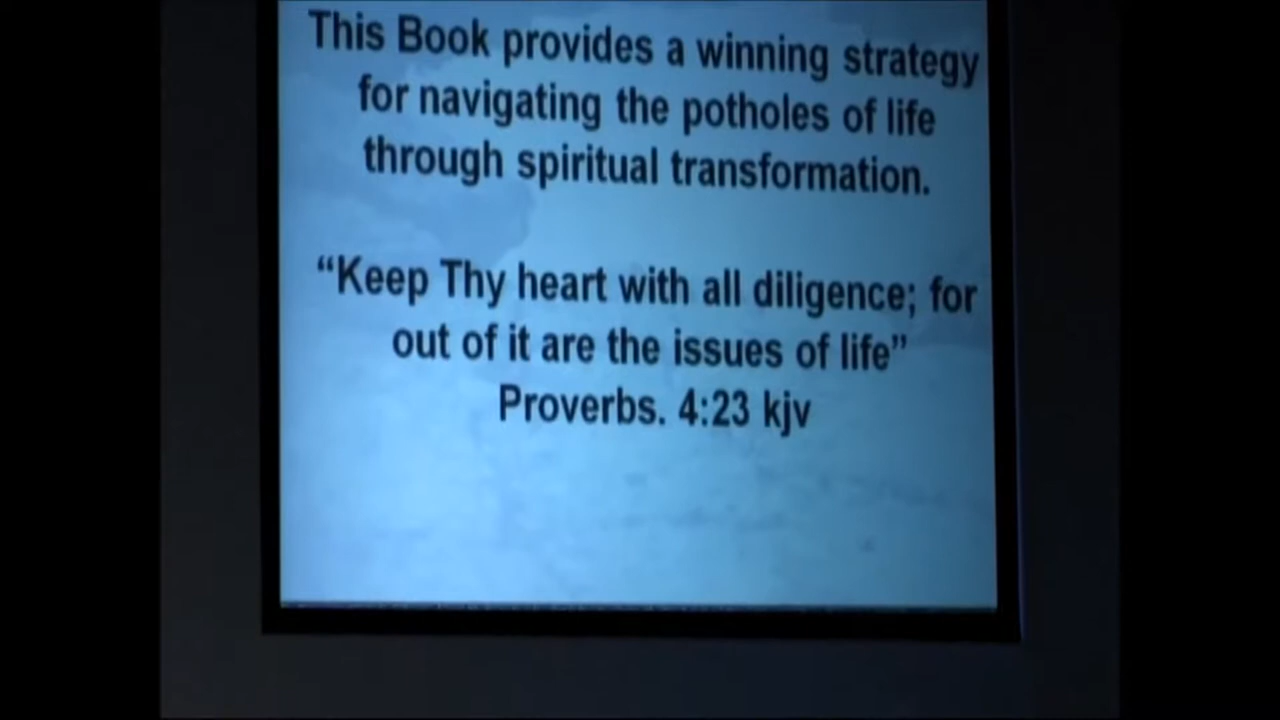 This Book provides a winning strategy
for navigating the potholes of life
through spiritual transformation.
“Keep Thy heart with all diligence; for
out of it are the issues of life”
Proverbs. 4:23 kjv